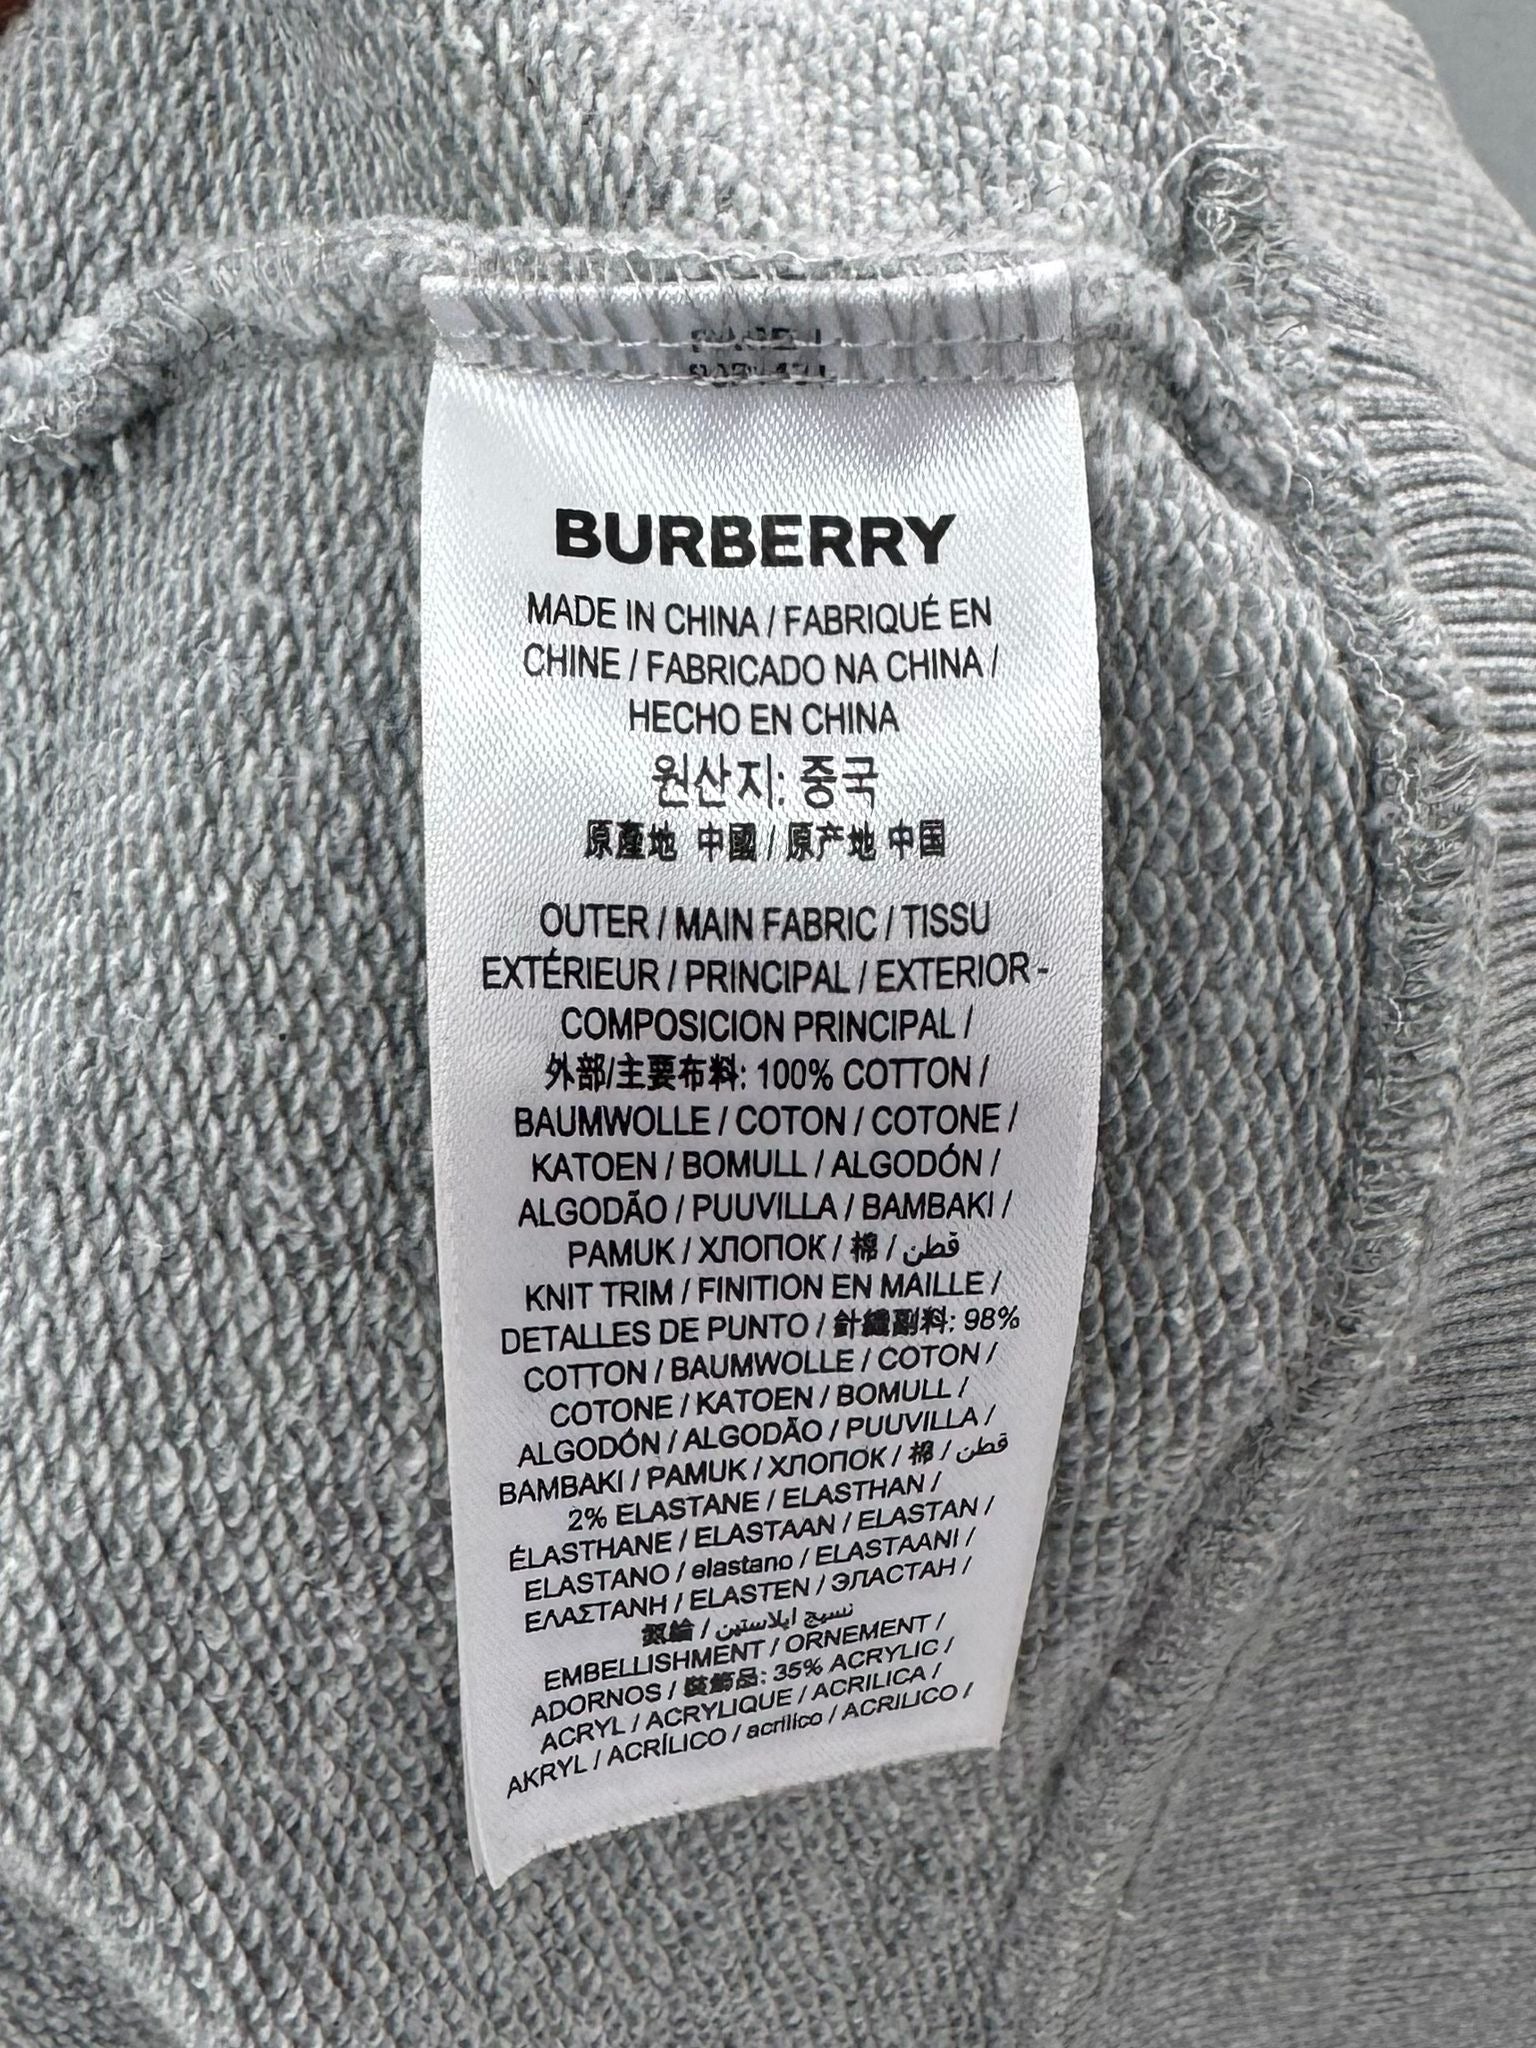 BURBERRY
MADE IN CHINA / FABRIQUÉ EN
CHINE / FABRICADO NA CHINA /
HECHO EN CHINA
원산지: 중국
原產地 中國 / 原产地 中国
OUTER / MAIN FABRIC / TISSU
EXTÉRIEUR / PRINCIPAL / EXTERIOR -
COMPOSICION PRINCIPAL /
外部/主要布料: 100% COTTON /
BAUMWOLLE / COTON / COTONE /
KATOEN / BOMULL / ALGODÓN /
ALGODÃO / PUUVILLA / BAMBAKI /
PAMUK / ХЛОПОК / 棉 / قطن
KNIT TRIM / FINITION EN MAILLE /
DETALLES DE PUNTO / 針織副料: 98%
COTTON / BAUMWOLLE / COTON /
COTONE / KATOEN / BOMULL /
ALGODÓN / ALGODÃO / PUUVILLA /
BAMBAKI / PAMUK / ХЛОПОК / 棉 / قطن
2% ELASTANE / ELASTHAN /
ÉLASTHANE / ELASTAAN / ELASTAN /
ELASTANO / elastano / ELASTAANI /
ΕΛΑΣΤΑΝΗ / ELASTEN / ЭЛАСТАН /
/ نسيج ايلاستين
EMBELLISHMENT / ORNEMENT /
ADORNOS / 裝飾品: 35% ACRYLIC /
ACRYL / ACRYLIQUE / ACRILICA /
AKRYL / ACRÍLICO / acrílico / ACRILICO /